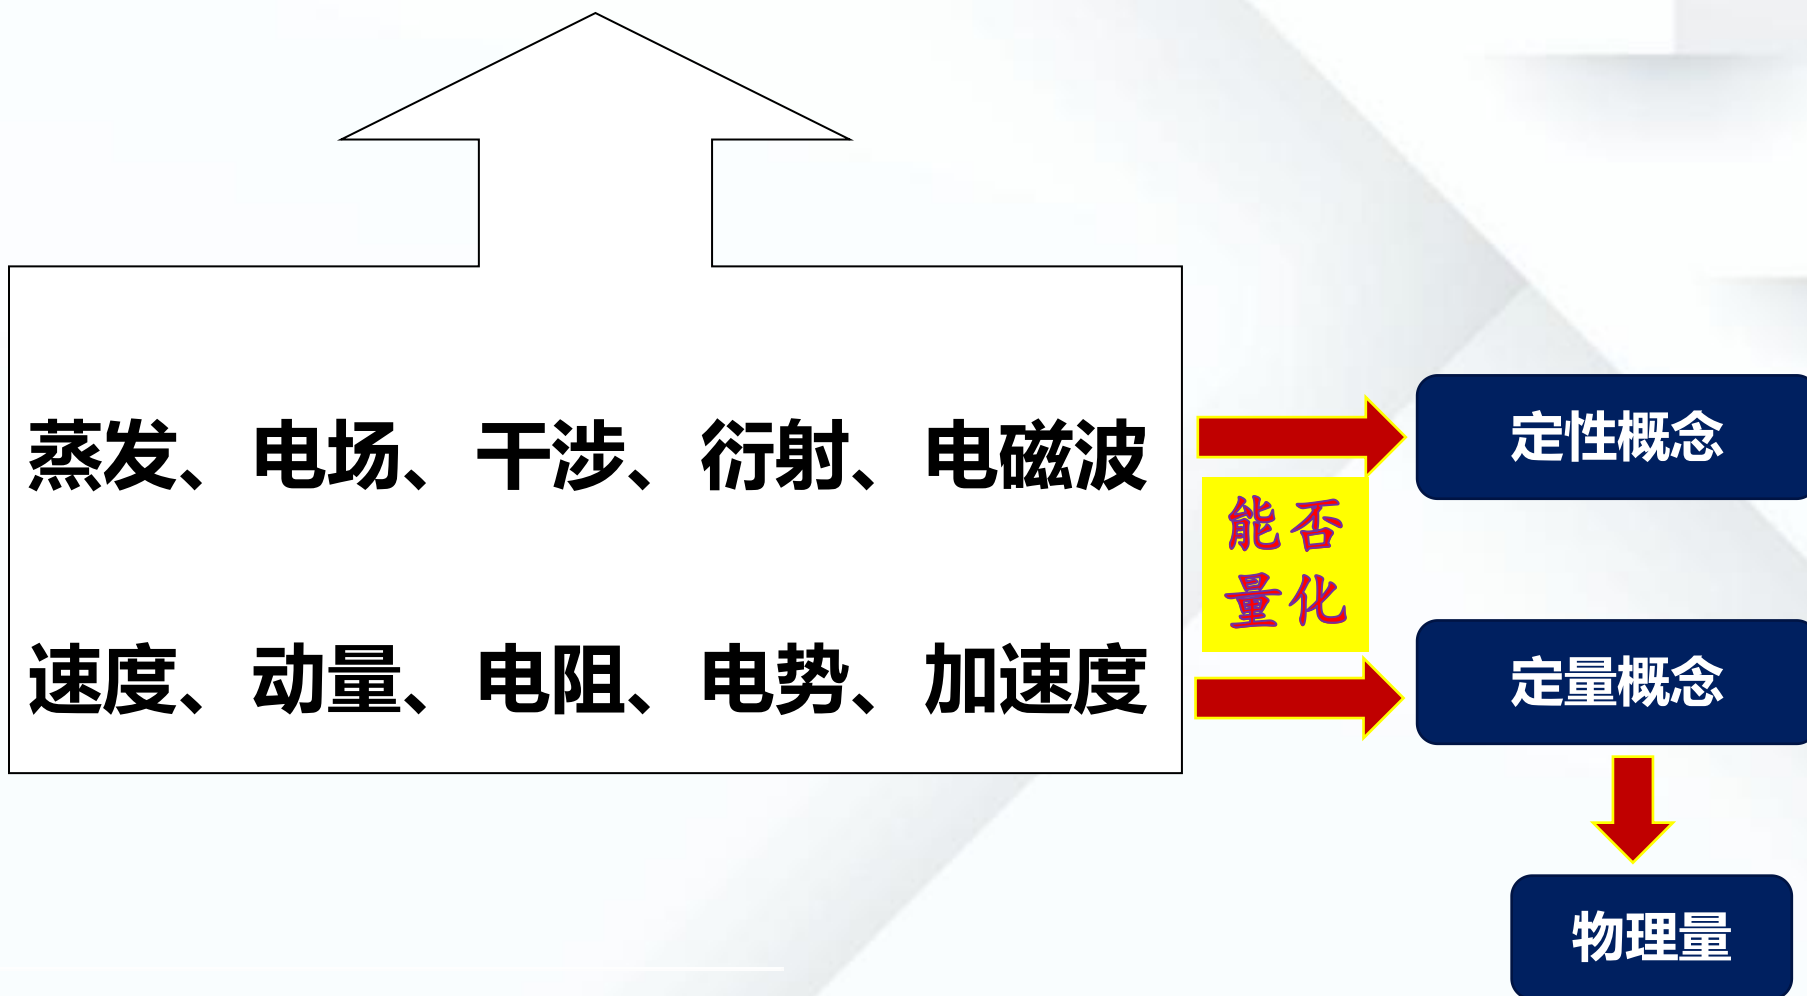 蒸发、电场、干涉、衍射、电磁波
定性概念
能否
量化
速度、动量、电阻、电势、加速度
定量概念
物理量